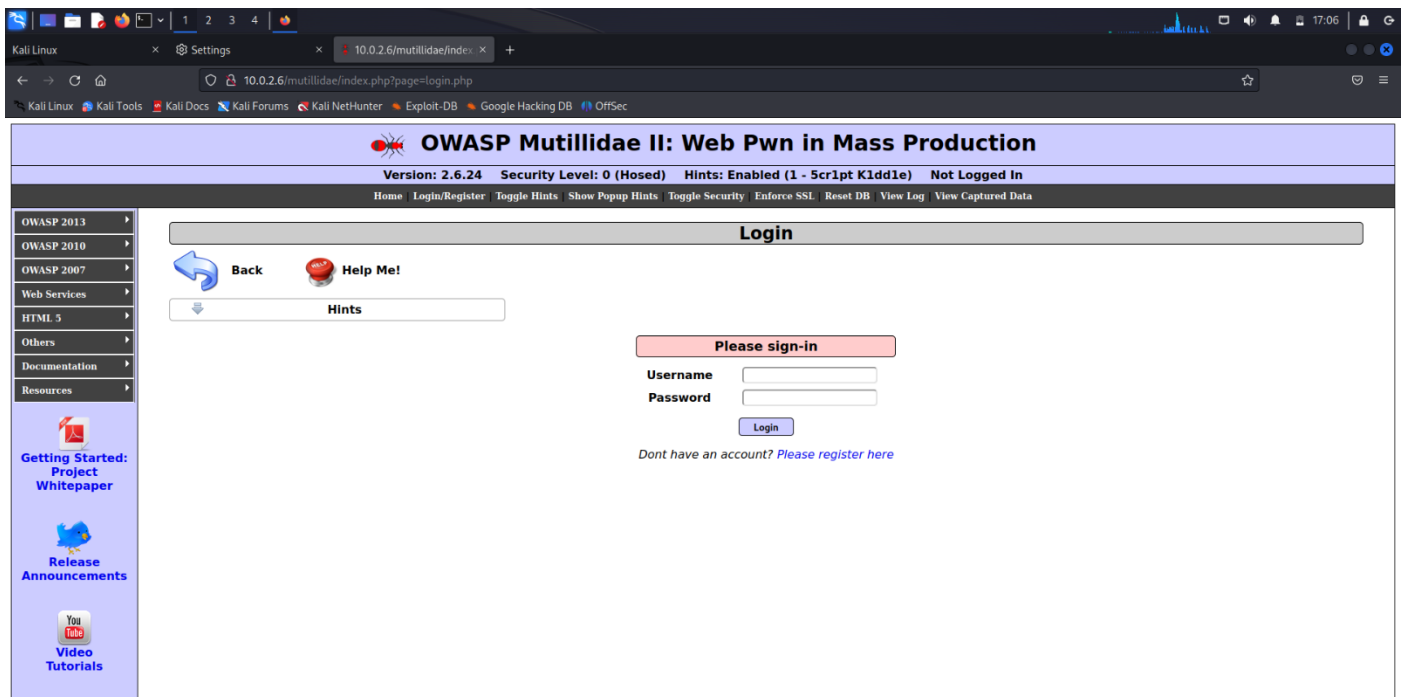 1 2 3 4
17:06
Kali Linux
Settings
10.0.2.6/mutillidae/index
10.0.2.6/mutillidae/index.php?page=login.php
Kali Linux Kali Tools Kali Docs Kali Forums Kali NetHunter Exploit-DB Google Hacking DB OffSec
OWASP Mutillidae II: Web Pwn in Mass Production
Version: 2.6.24 Security Level: 0 (Hosed) Hints: Enabled (1 - 5cr1pt K1dd1e) Not Logged In
Home | Login/Register | Toggle Hints | Show Popup Hints | Toggle Security | Enforce SSL | Reset DB | View Log | View Captured Data
OWASP 2013
OWASP 2010
OWASP 2007
Web Services
HTML 5
Others
Documentation
Resources
Getting Started:
Project
Whitepaper
Release
Announcements
You
Tube
Video
Tutorials
Login
Back
HELP
Help Me!
Hints
Please sign-in
Username
Password
Login
Dont have an account? Please register here